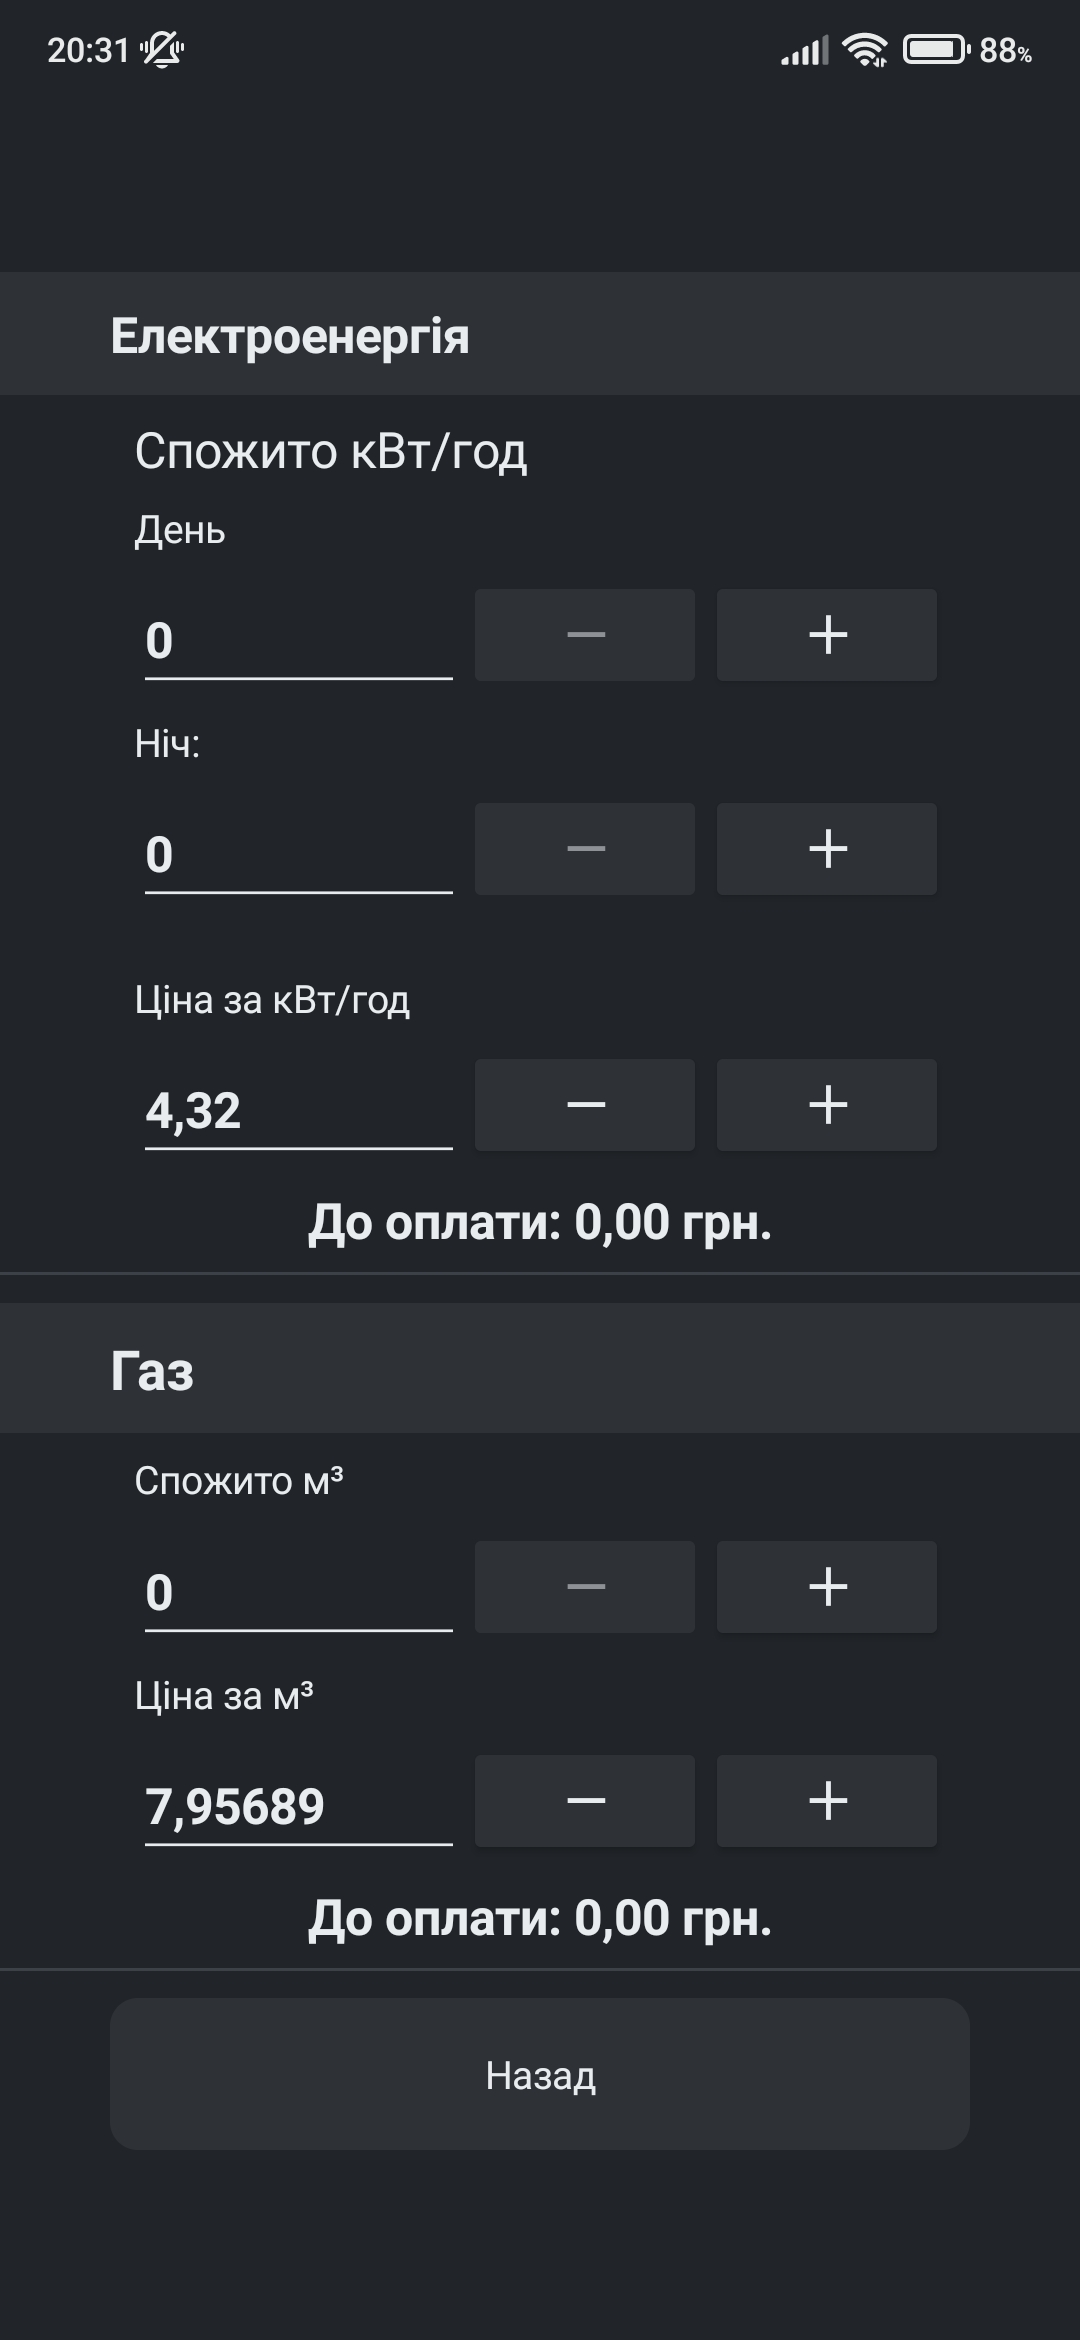 20:31 88%
Електроенергія
Спожито кВт/год
День
0 — +
Ніч:
0 — +
Ціна за кВт/год
4,32 — +
До оплати: 0,00 грн.
Газ
Спожито м³
0 — +
Ціна за м³
7,95689 — +
До оплати: 0,00 грн.
Назад